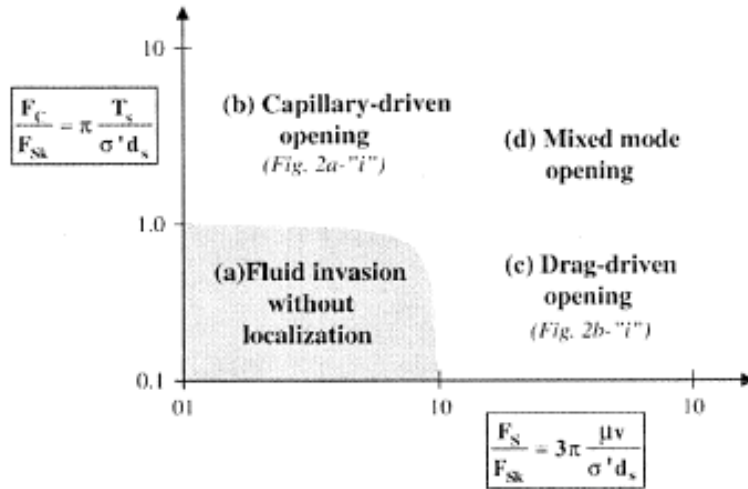 10
(b) Capillary-driven
opening
(Fig. 2a-"i")
F_C / F_Sk = π T_s / σ'd_s
(d) Mixed mode
opening
1.0
(a)Fluid invasion
without
localization
(c) Drag-driven
opening
(Fig. 2b-"i")
0.1
01
10
10
F_S / F_Sk = 3π μv / σ'd_s